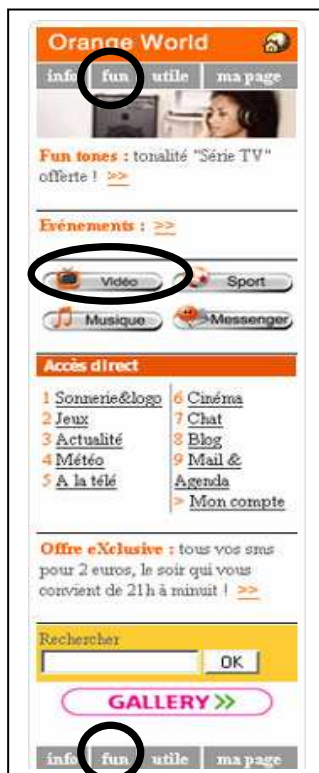 Orange World
info fun utile ma page
Fun tones : tonalité "Série TV"
offerte ! >>
Evénements : >>
Vidéo Sport
Musique Messenger
Accès direct
1 Sonnerie&logo
2 Jeux
3 Actualité
4 Météo
5 A la télé
6 Cinéma
7 Chat
8 Blog
9 Mail &
Agenda
> Mon compte
Offre eXclusive : tous vos sms
pour 2 euros, le soir qui vous
convient de 21h à minuit ! >>
Rechercher
OK
GALLERY >>
info fun utile ma page